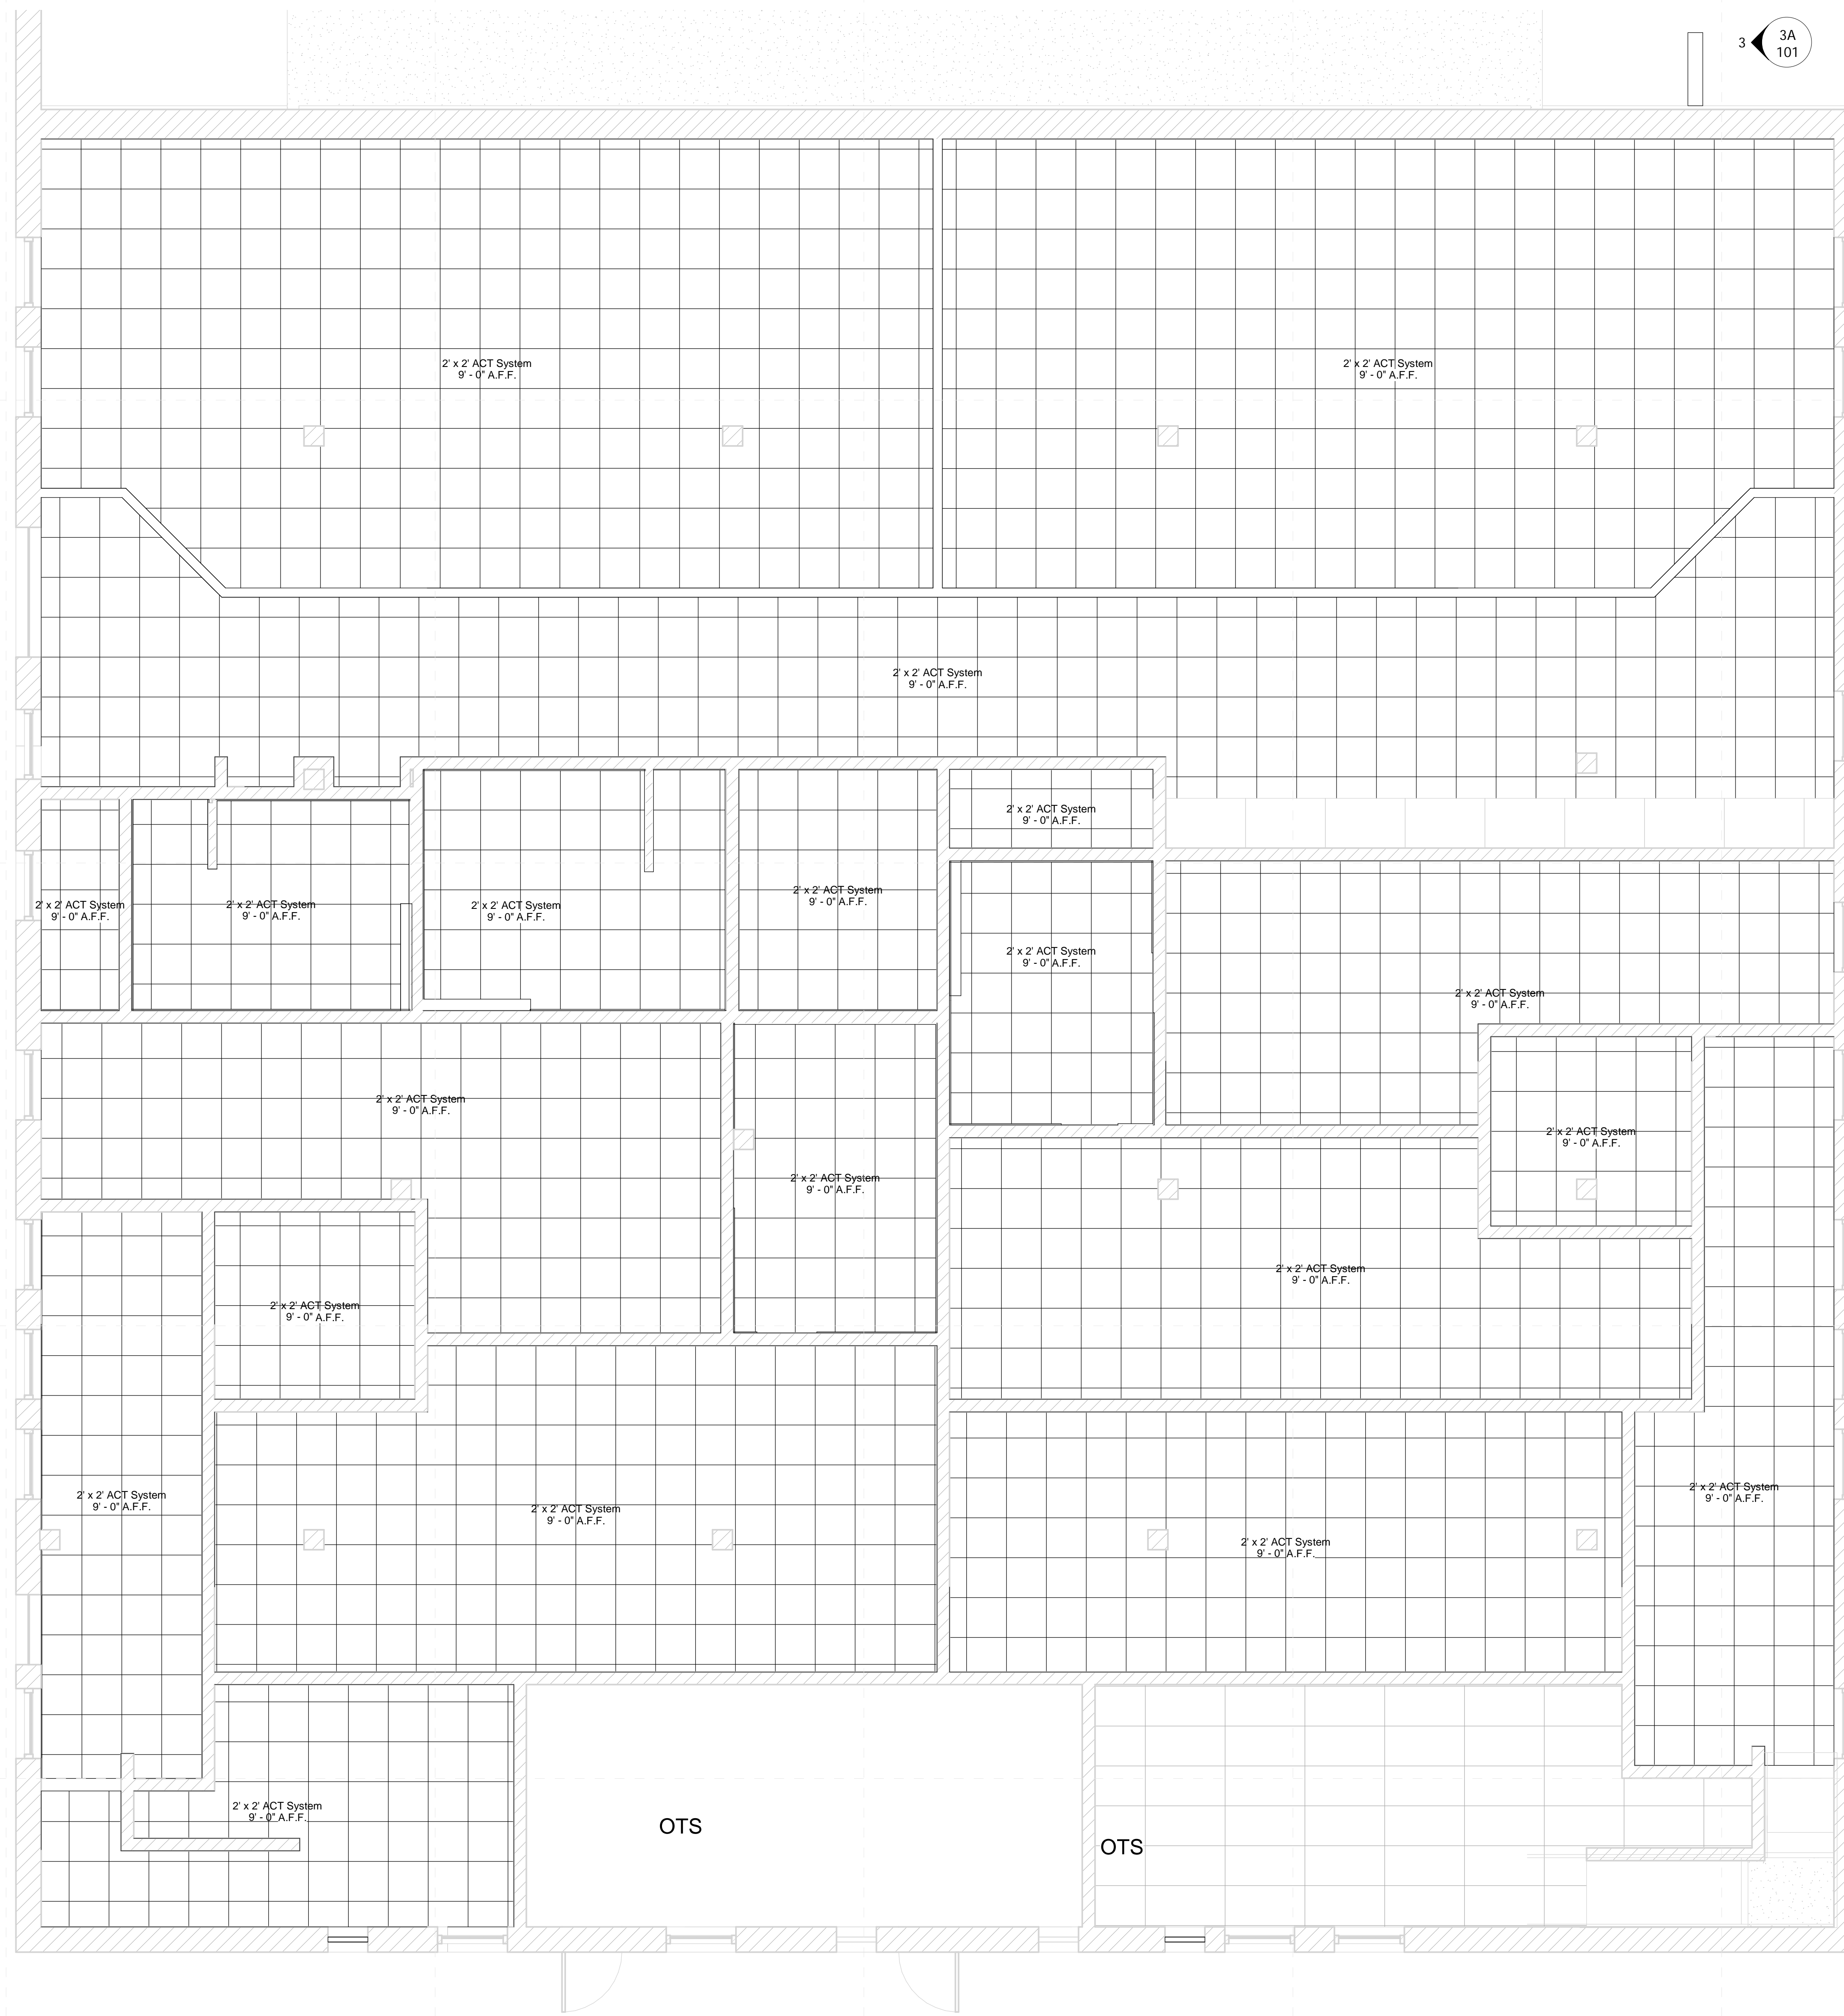 3
3A
101
2' x 2' ACT System
9' - 0" A.F.F.
2' x 2' ACT System
9' - 0" A.F.F.
2' x 2' ACT System
9' - 0" A.F.F.
2' x 2' ACT System
9' - 0" A.F.F.
2' x 2' ACT System
9' - 0" A.F.F.
2' x 2' ACT System
9' - 0" A.F.F.
2' x 2' ACT System
9' - 0" A.F.F.
2' x 2' ACT System
9' - 0" A.F.F.
2' x 2' ACT System
9' - 0" A.F.F.
2' x 2' ACT System
9' - 0" A.F.F.
2' x 2' ACT System
9' - 0" A.F.F.
2' x 2' ACT System
9' - 0" A.F.F.
2' x 2' ACT System
9' - 0" A.F.F.
2' x 2' ACT System
9' - 0" A.F.F.
2' x 2' ACT System
9' - 0" A.F.F.
2' x 2' ACT System
9' - 0" A.F.F.
2' x 2' ACT System
9' - 0" A.F.F.
2' x 2' ACT System
9' - 0" A.F.F.
2' x 2' ACT System
9' - 0" A.F.F.
2' x 2' ACT System
9' - 0" A.F.F.
OTS
OTS